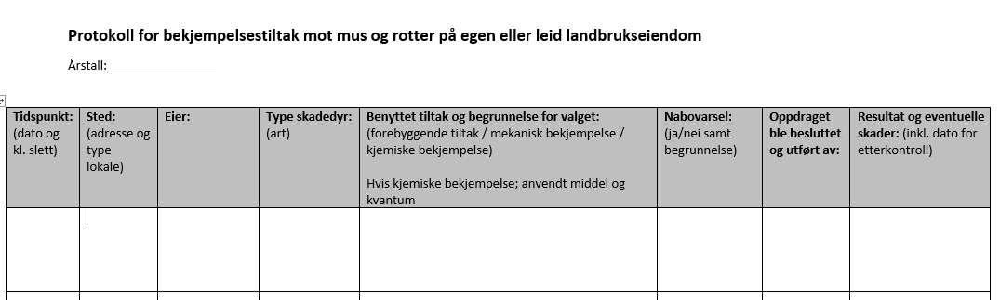 Protokoll for bekjempelsestiltak mot mus og rotter på egen eller leid landbrukseiendom
Årstall:________________
Tidspunkt:
(dato og
kl. slett)
Sted:
(adresse og
type
lokale)
Eier:
Type skadedyr:
(art)
Benyttet tiltak og begrunnelse for valget:
(forebyggende tiltak / mekanisk bekjempelse /
kjemiske bekjempelse)
Hvis kjemiske bekjempelse; anvendt middel og
kvantum
Nabovarsel:
(ja/nei samt
begrunnelse)
Oppdraget
ble besluttet
og utført av:
Resultat og eventuelle
skader: (inkl. dato for
etterkontroll)